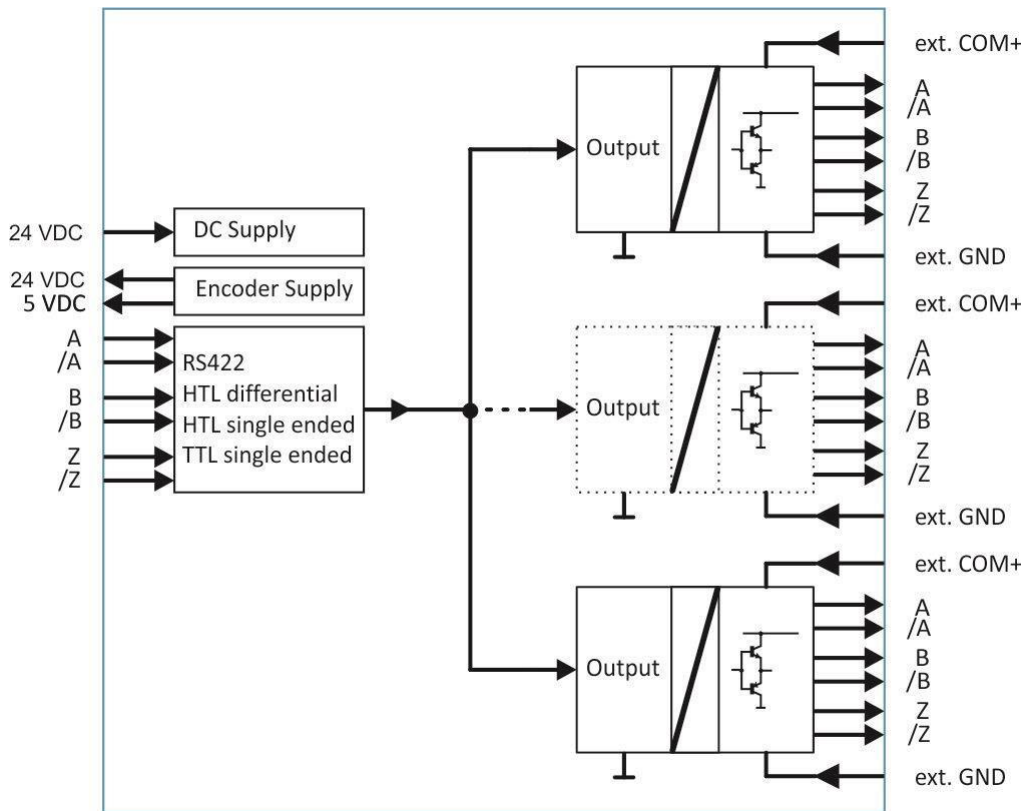 24 VDC
DC Supply
24 VDC
5 VDC
Encoder Supply
A
/A
B
/B
Z
/Z
RS422
HTL differential
HTL single ended
TTL single ended
Output
ext. COM+
A
/A
B
/B
Z
/Z
ext. GND
Output
ext. COM+
A
/A
B
/B
Z
/Z
ext. GND
Output
ext. COM+
A
/A
B
/B
Z
/Z
ext. GND